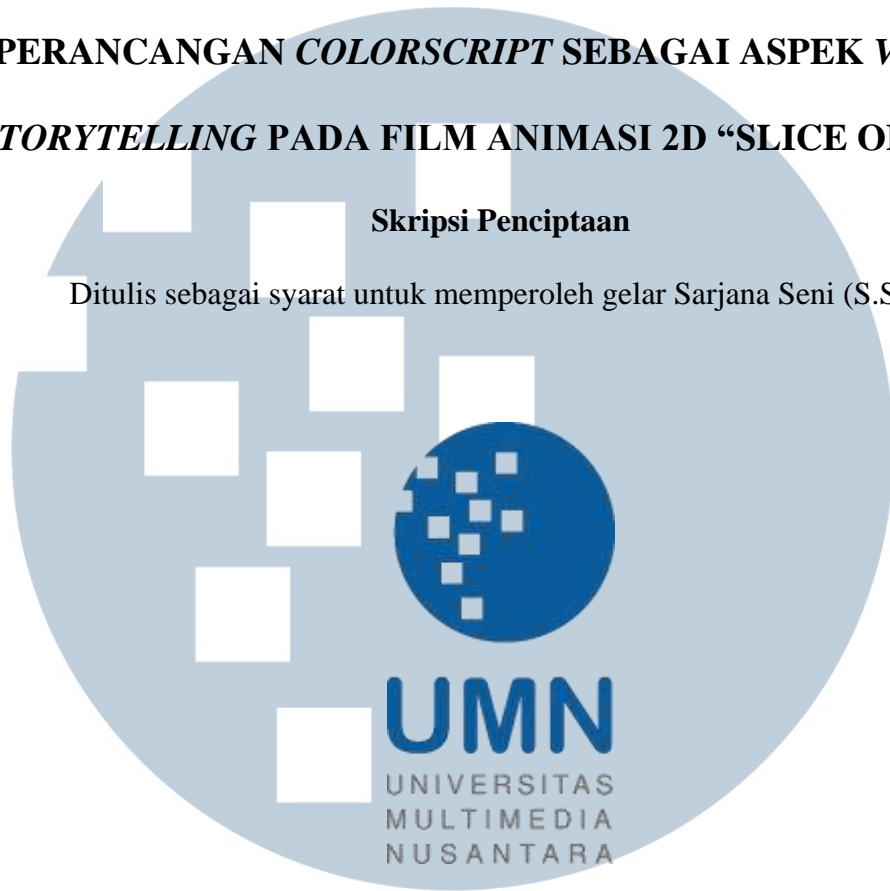 PERANCANGAN COLORSCRIPT SEBAGAI ASPEK
TORYTELLING PADA FILM ANIMASI 2D “SLICE O
Skripsi Penciptaan
Ditulis sebagai syarat untuk memperoleh gelar Sarjana Seni (S.S
UMN
UNIVERSITAS
MULTIMEDIA
NUSANTARA